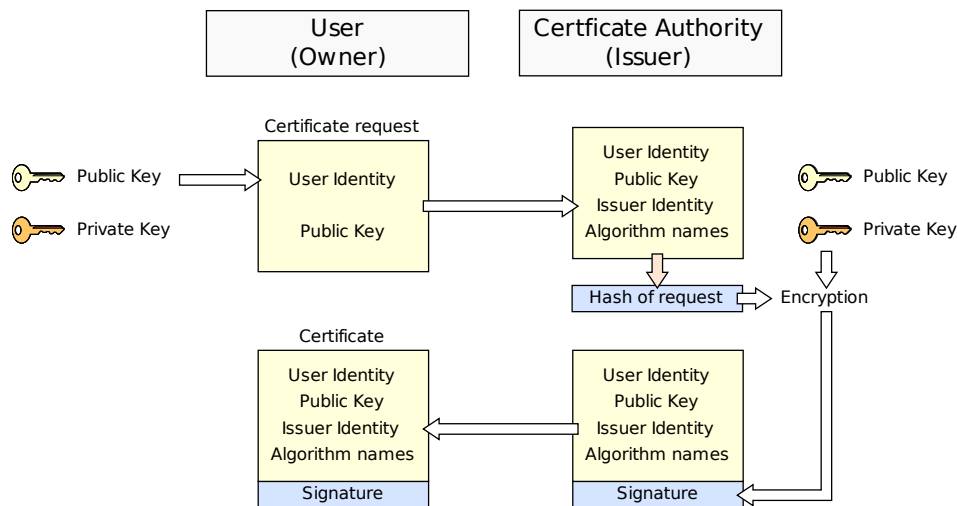 User
(Owner)
Certficate Authority
(Issuer)
Certificate request
Public Key
Private Key
User Identity
Public Key
User Identity
Public Key
Issuer Identity
Algorithm names
Public Key
Private Key
Hash of request
Encryption
Certificate
User Identity
Public Key
Issuer Identity
Algorithm names
Signature
User Identity
Public Key
Issuer Identity
Algorithm names
Signature